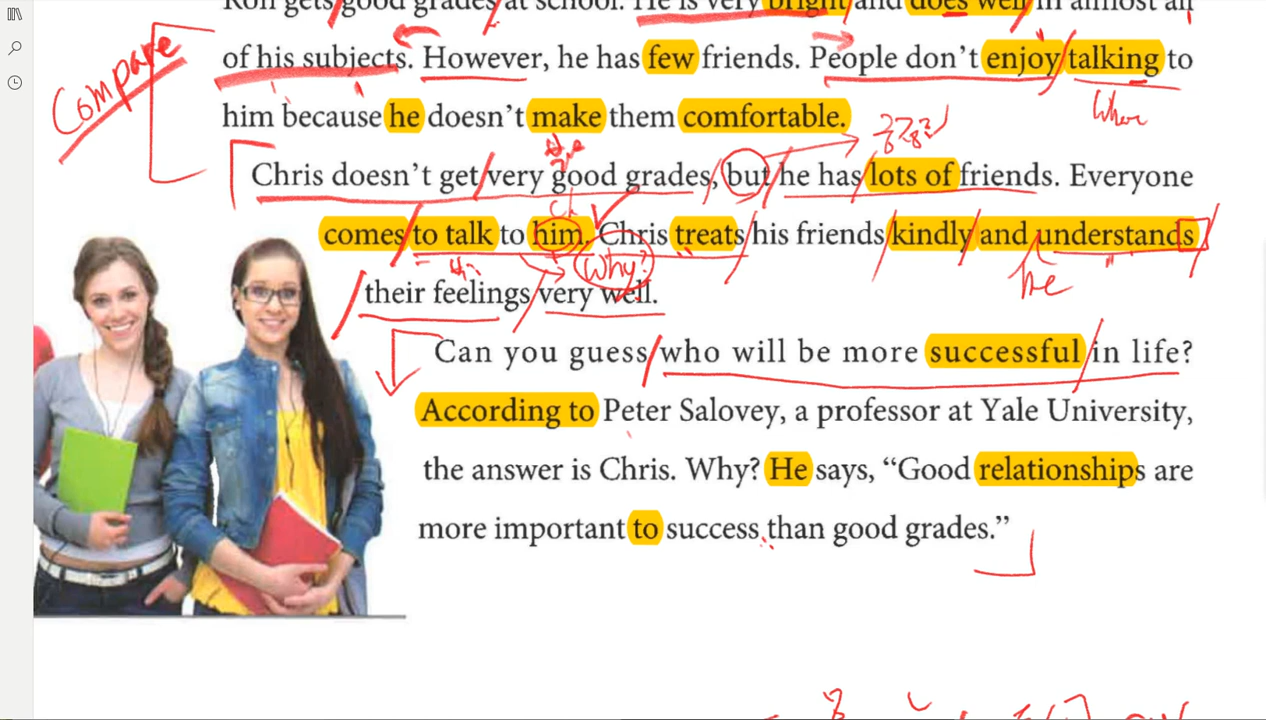 Ron gets good grades at school. He is very bright and does well in almost all
of his subjects. However, he has few friends. People don't enjoy talking to
him because he doesn't make them comfortable.
Compare
Chris doesn't get very good grades, but he has lots of friends. Everyone
comes to talk to him. Chris treats his friends kindly and understands
Why?
he
their feelings very well.
Can you guess who will be more successful in life?
According to Peter Salovey, a professor at Yale University,
the answer is Chris. Why? He says, “Good relationships are
more important to success than good grades.”